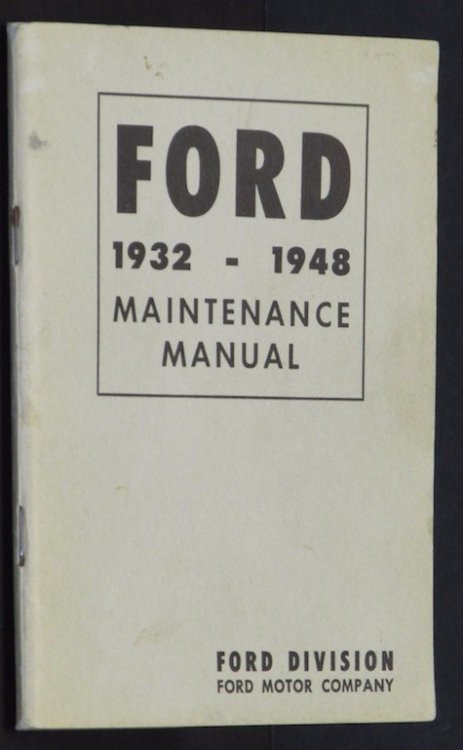 FORD
1932 - 1948
MAINTENANCE
MANUAL
FORD DIVISION
FORD MOTOR COMPANY